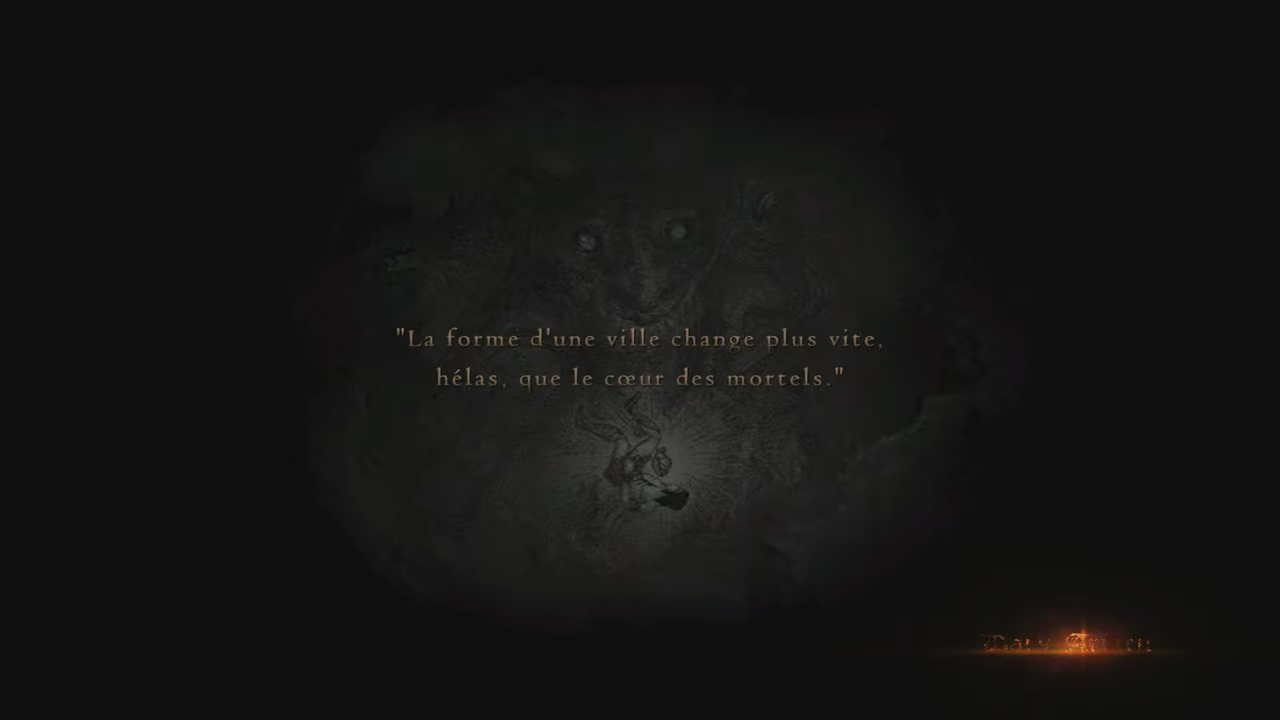 "La forme d'une ville change plus vite,
hélas, que le cœur des mortels."